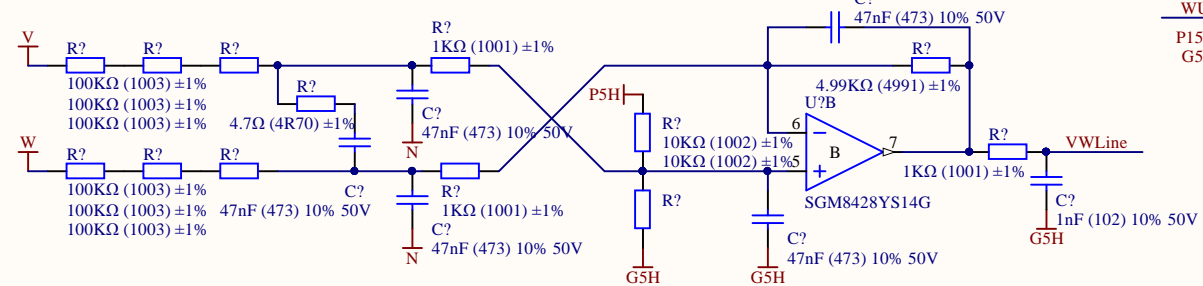 C?
47nF (473) 10% 50V
WU
P15
G5
V
R?
R?
R?
R?
1KΩ (1001) ±1%
R?
4.99KΩ (4991) ±1%
100KΩ (1003) ±1%
100KΩ (1003) ±1%
100KΩ (1003) ±1%
R?
4.7Ω (4R70) ±1%
C?
47nF (473) 10% 50V
N
P5H
R?
10KΩ (1002) ±1%
10KΩ (1002) ±1%
U?B
6
5
7
B
SGM8428YS14G
R?
1KΩ (1001) ±1%
VWLine
C?
1nF (102) 10% 50V
G5H
W
R?
R?
R?
100KΩ (1003) ±1%
100KΩ (1003) ±1%
100KΩ (1003) ±1%
C?
47nF (473) 10% 50V
R?
1KΩ (1001) ±1%
C?
47nF (473) 10% 50V
N
R?
G5H
C?
47nF (473) 10% 50V
G5H